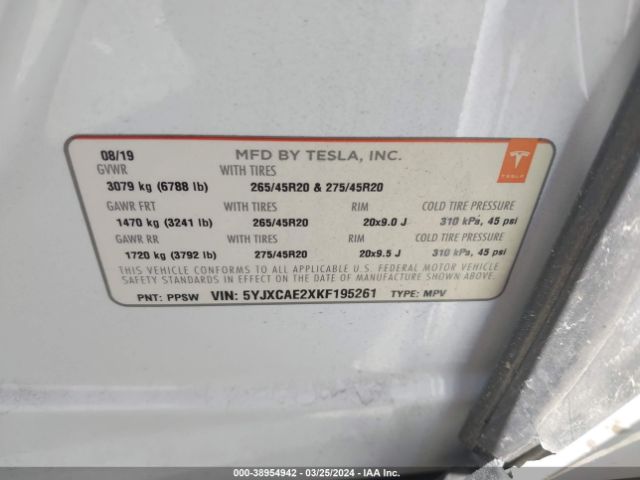 08/19 MFD BY TESLA, INC.
GVWR WITH TIRES
3079 kg (6788 lb) 265/45R20 & 275/45R20
TESLA
GAWR FRT WITH TIRES RIM COLD TIRE PRESSURE
1470 kg (3241 lb) 265/45R20 20x9.0 J 310 kPa, 45 psi
GAWR RR WITH TIRES RIM COLD TIRE PRESSURE
1720 kg (3792 lb) 275/45R20 20x9.5 J 310 kPa, 45 psi
THIS VEHICLE CONFORMS TO ALL APPLICABLE U.S. FEDERAL MOTOR VEHICLE
SAFETY STANDARDS IN EFFECT ON THE DATE OF MANUFACTURE SHOWN ABOVE.
PNT: PPSW VIN: 5YJXCAE2XKF195261 TYPE: MPV
000-38954942 - 03/25/2024 - IAA Inc.